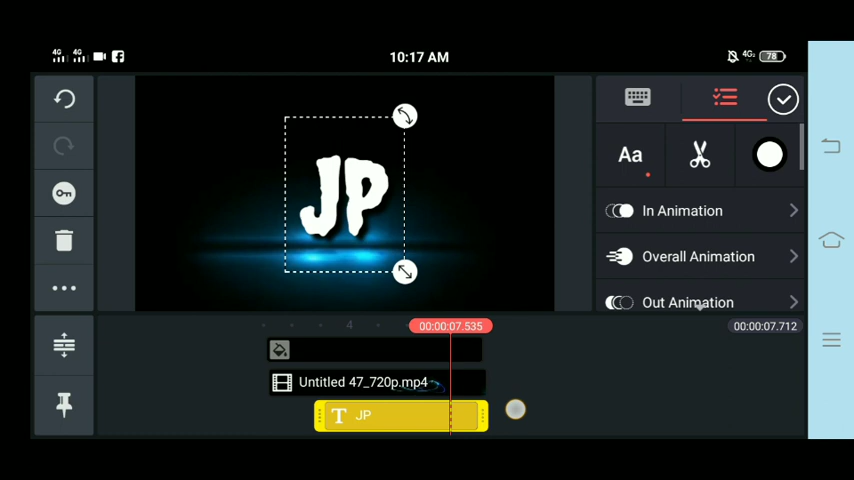 4G 4G 10:17 AM 4G 78
JP
Aa
In Animation
Overall Animation
Out Animation
4 00:00:07.535 00:00:07.712
Untitled 47_720p.mp4
T JP